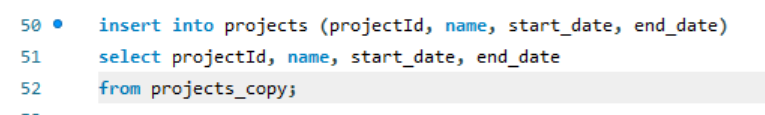 50 insert into projects (projectId, name, start_date, end_date)
51 select projectId, name, start_date, end_date
52 from projects_copy;